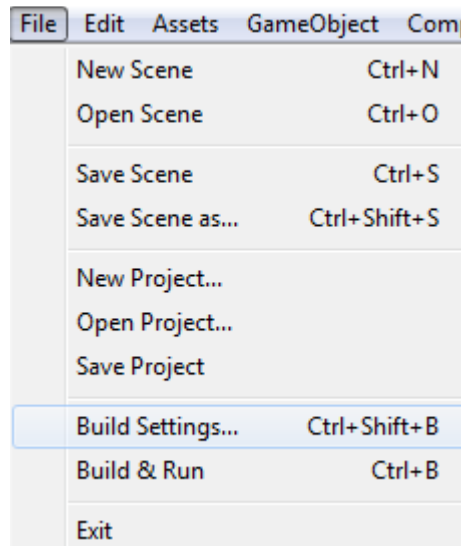 File Edit Assets GameObject Com
New Scene Ctrl+N
Open Scene Ctrl+O
Save Scene Ctrl+S
Save Scene as... Ctrl+Shift+S
New Project...
Open Project...
Save Project
Build Settings... Ctrl+Shift+B
Build & Run Ctrl+B
Exit